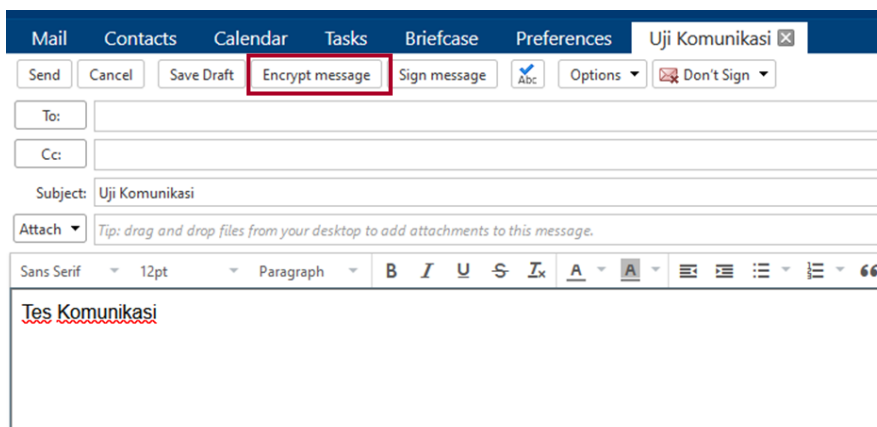 Mail Contacts Calendar Tasks Briefcase Preferences Uji Komunikasi
Send Cancel Save Draft Encrypt message Sign message Abc Options Don't Sign
To:
Cc:
Subject: Uji Komunikasi
Attach Tip: drag and drop files from your desktop to add attachments to this message.
Sans Serif 12pt Paragraph B I U S Tx A A
Tes Komunikasi